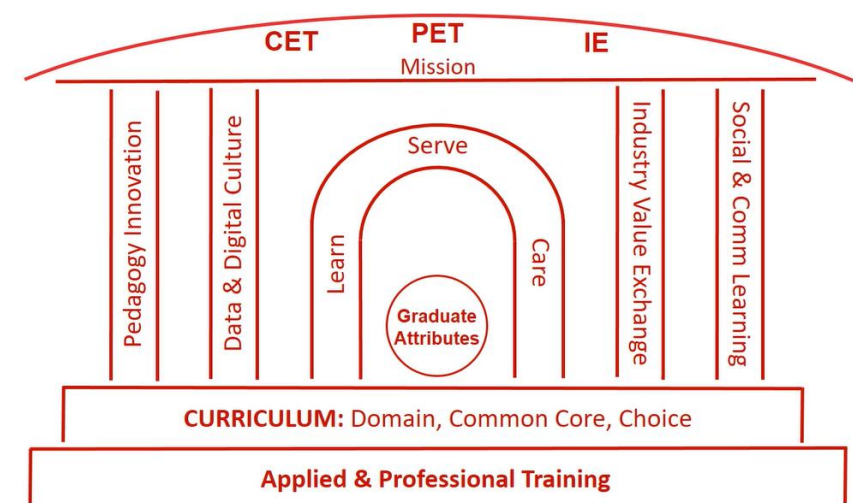 CET PET IE
Mission
Pedagogy Innovation
Data & Digital Culture
Learn
Serve
Care
Graduate
Attributes
Industry Value Exchange
Social & Comm Learning
CURRICULUM: Domain, Common Core, Choice
Applied & Professional Training